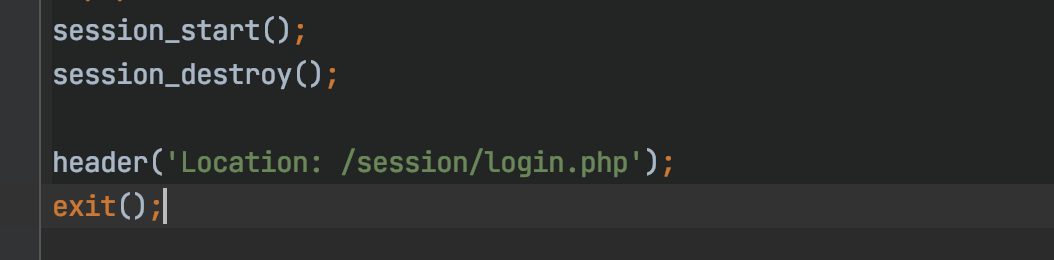 session_start();
session_destroy();
header('Location: /session/login.php');
exit();